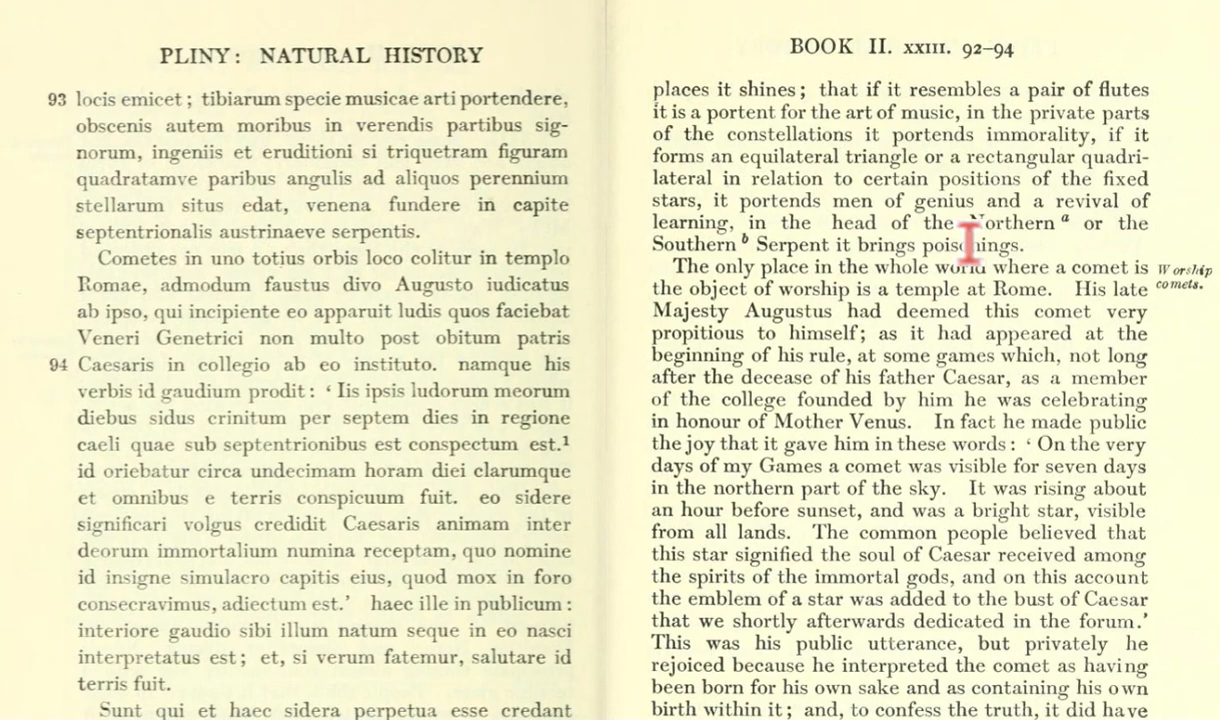 PLINY: NATURAL HISTORY
93 locis emicet; tibiarum specie musicae arti portendere,
obscenis autem moribus in verendis partibus sig-
norum, ingeniis et eruditioni si triquetram figuram
quadratamve paribus angulis ad aliquos perennium
stellarum situs edat, venena fundere in capite
septentrionalis austrinaeve serpentis.
Cometes in uno totius orbis loco colitur in templo
Romae, admodum faustus divo Augusto iudicatus
ab ipso, qui incipiente eo apparuit ludis quos faciebat
Veneri Genetrici non multo post obitum patris
94 Caesaris in collegio ab eo instituto. namque his
verbis id gaudium prodit: ‘ Iis ipsis ludorum meorum
diebus sidus crinitum per septem dies in regione
caeli quae sub septentrionibus est conspectum est.¹
id oriebatur circa undecimam horam diei clarumque
et omnibus e terris conspicuum fuit. eo sidere
significari volgus credidit Caesaris animam inter
deorum immortalium numina receptam, quo nomine
id insigne simulacro capitis eius, quod mox in foro
consecravimus, adiectum est.’ haec ille in publicum:
interiore gaudio sibi illum natum seque in eo nasci
interpretatus est; et, si verum fatemur, salutare id
terris fuit.
Sunt qui et haec sidera perpetua esse credant
BOOK II. XXIII. 92–94
places it shines; that if it resembles a pair of flutes
it is a portent for the art of music, in the private parts
of the constellations it portends immorality, if it
forms an equilateral triangle or a rectangular quadri-
lateral in relation to certain positions of the fixed
stars, it portends men of genius and a revival of
learning, in the head of the Northern ᵃ or the
Southern ᵇ Serpent it brings poisonings.
The only place in the whole world where a comet is
the object of worship is a temple at Rome. His late
Majesty Augustus had deemed this comet very
propitious to himself; as it had appeared at the
beginning of his rule, at some games which, not long
after the decease of his father Caesar, as a member
of the college founded by him he was celebrating
in honour of Mother Venus. In fact he made public
the joy that it gave him in these words: ‘ On the very
days of my Games a comet was visible for seven days
in the northern part of the sky. It was rising about
an hour before sunset, and was a bright star, visible
from all lands. The common people believed that
this star signified the soul of Caesar received among
the spirits of the immortal gods, and on this account
the emblem of a star was added to the bust of Caesar
that we shortly afterwards dedicated in the forum.’
This was his public utterance, but privately he
rejoiced because he interpreted the comet as having
been born for his own sake and as containing his own
birth within it; and, to confess the truth, it did have
Worship
comets.